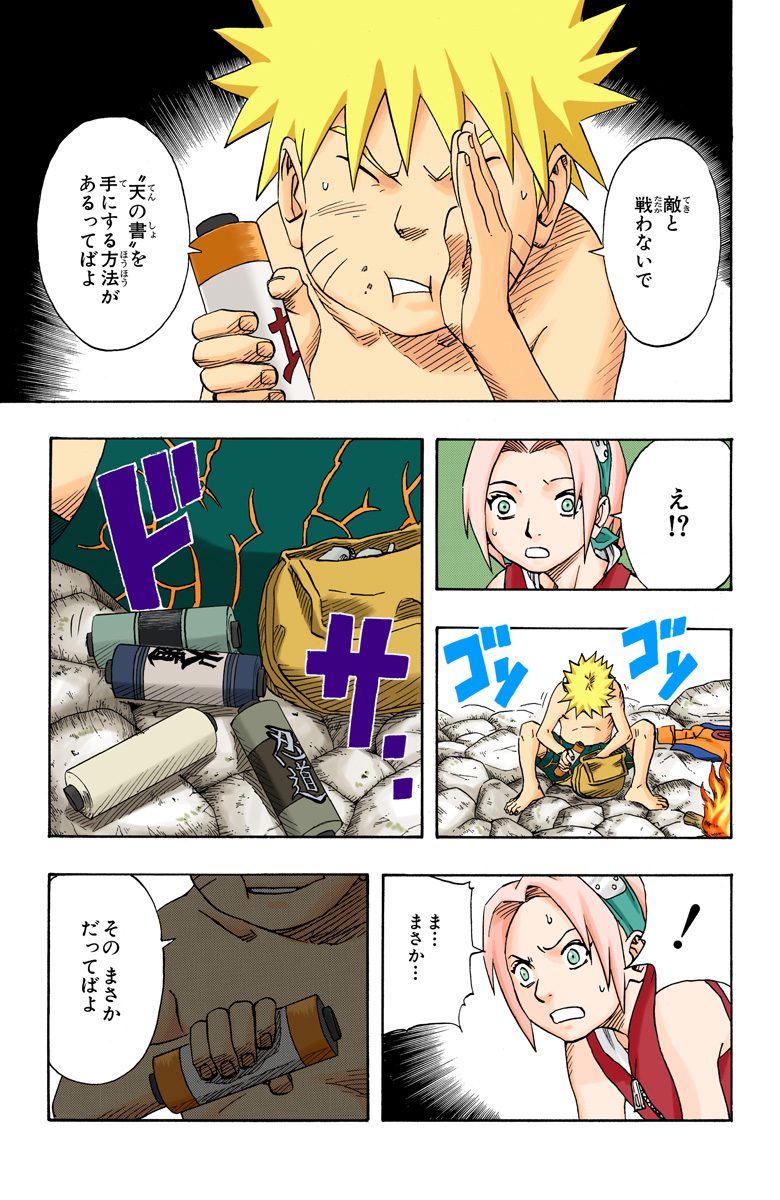 敵と
戦わないで
〝天の書〟を
手にする方法が
あるってばよ
え!?
ゴソ
ゴソ
ドサ
忍道
ま…
まさか…
!
その まさか
だってばよ